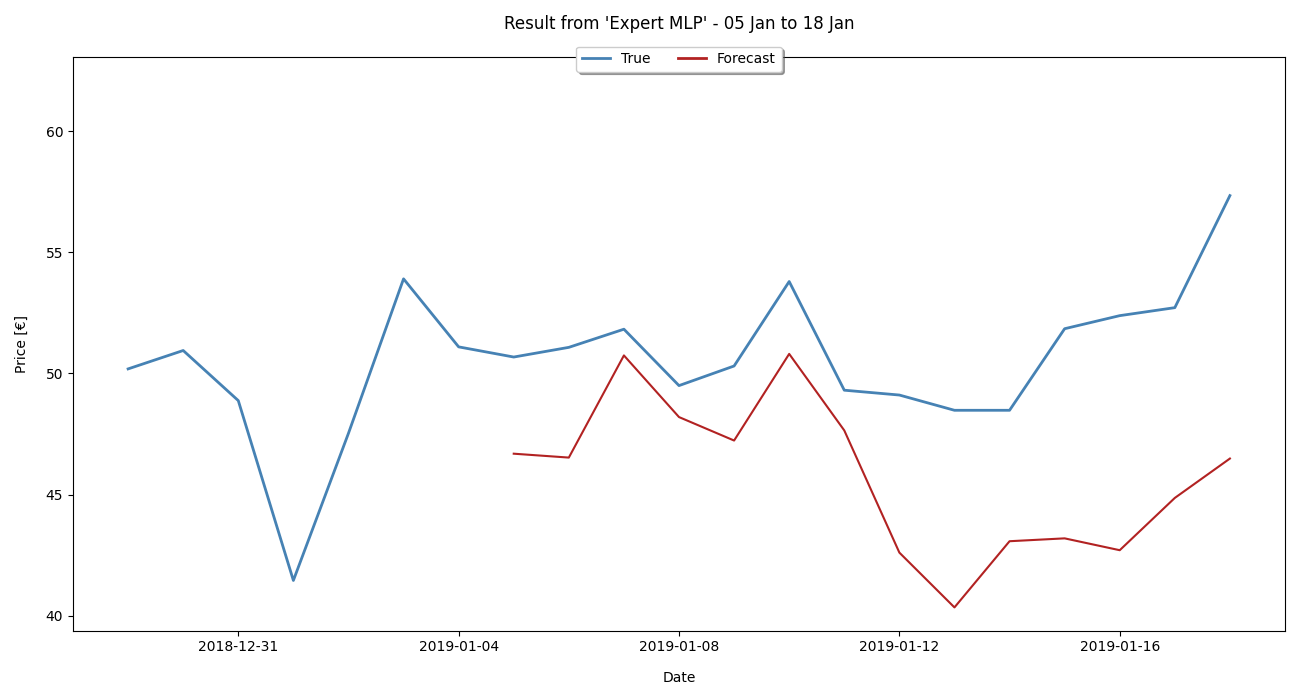 Result from 'Expert MLP' - 05 Jan to 18 Jan
True Forecast
60
55
50
45
40
Price [€]
2018-12-31 2019-01-04 2019-01-08 2019-01-12 2019-01-16
Date